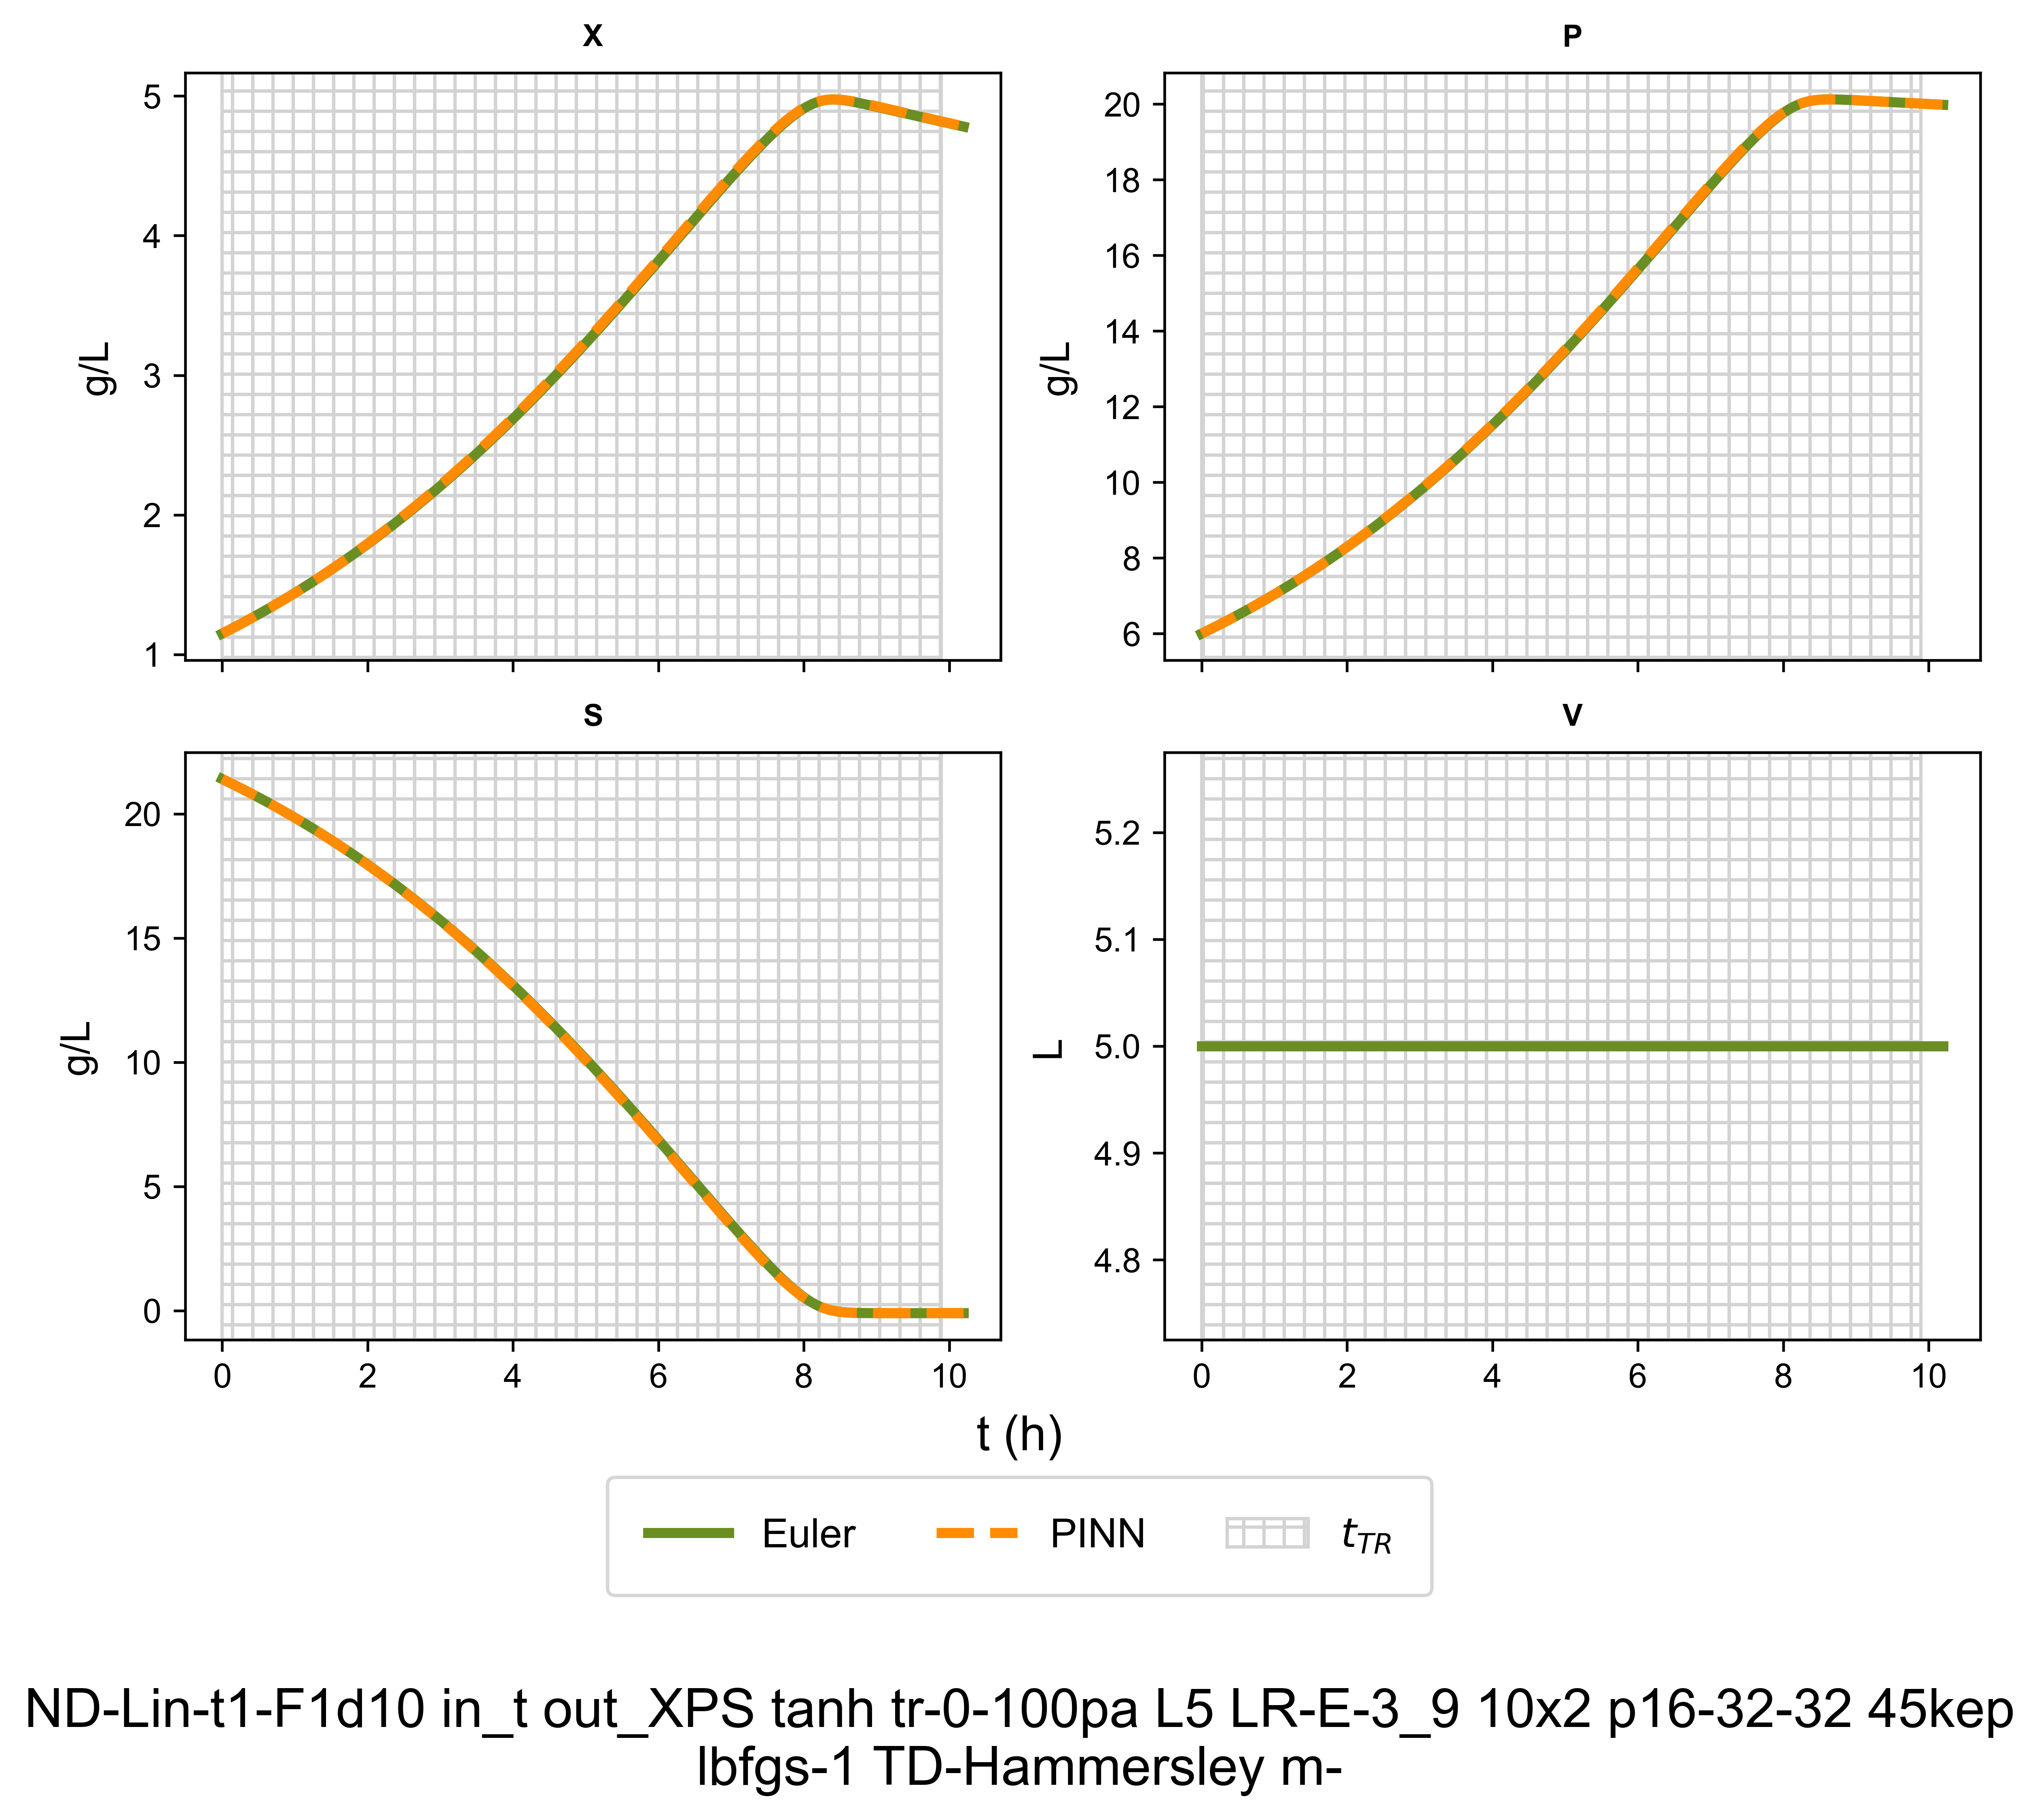 X
P
5
4
3
2
1
g/L
20
18
16
14
12
10
8
6
g/L
S
V
20
15
10
5
0
g/L
5.2
5.1
5.0
4.9
4.8
L
0 2 4 6 8 10
0 2 4 6 8 10
t (h)
Euler PINN t_TR
ND-Lin-t1-F1d10 in_t out_XPS tanh tr-0-100pa L5 LR-E-3_9 10x2 p16-32-32 45kep
lbfgs-1 TD-Hammersley m-